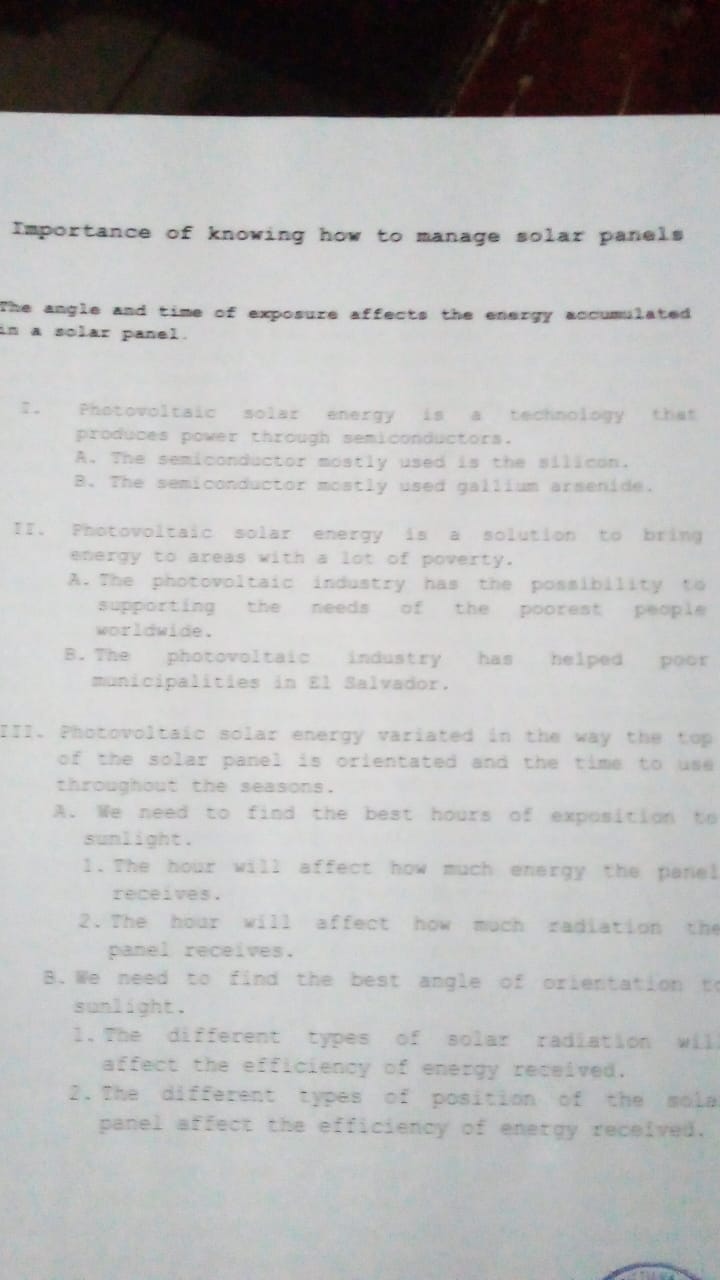 Importance of knowing how to manage solar panels
The angle and time of exposure affects the energy accumulated
in a solar panel.
I. Photovoltaic solar energy is a technology that
produces power through semiconductors.
A. The semiconductor mostly used is the silicon.
B. The semiconductor mostly used gallium arsenide.
II. Photovoltaic solar energy is a solution to bring
energy to areas with a lot of poverty.
A. The photovoltaic industry has the possibility to
supporting the needs of the poorest people
worldwide.
B. The photovoltaic industry has helped poor
municipalities in El Salvador.
III. Photovoltaic solar energy variated in the way the top
of the solar panel is orientated and the time to use
throughout the seasons.
A. We need to find the best hours of exposition to
sunlight.
1. The hour will affect how much energy the panel
receives.
2. The hour will affect how much radiation the
panel receives.
B. We need to find the best angle of orientation to
sunlight.
1. The different types of solar radiation will
affect the efficiency of energy received.
2. The different types of position of the sola
panel affect the efficiency of energy received.